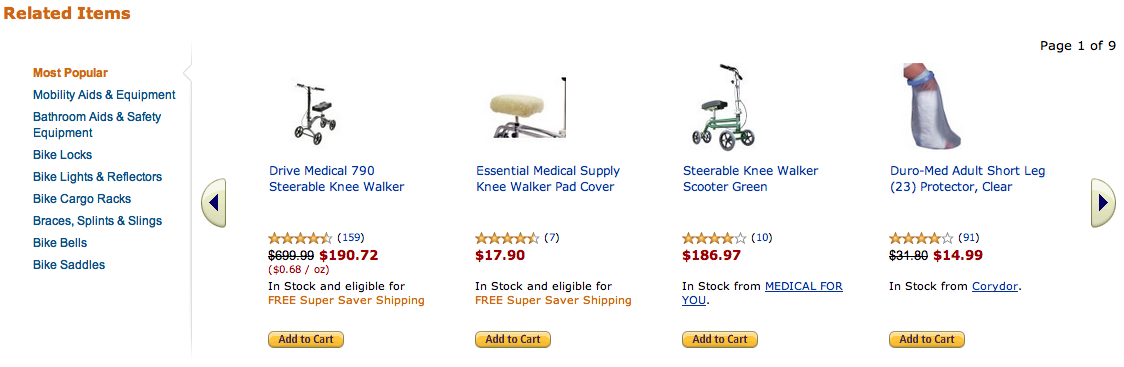 Related Items
Page 1 of 9
Most Popular
Mobility Aids & Equipment
Bathroom Aids & Safety
Equipment
Bike Locks
Bike Lights & Reflectors
Bike Cargo Racks
Braces, Splints & Slings
Bike Bells
Bike Saddles
Drive Medical 790
Steerable Knee Walker
(159)
$699.99 $190.72
($0.68 / oz)
In Stock and eligible for
FREE Super Saver Shipping
Add to Cart
Essential Medical Supply
Knee Walker Pad Cover
(7)
$17.90
In Stock and eligible for
FREE Super Saver Shipping
Add to Cart
Steerable Knee Walker
Scooter Green
(10)
$186.97
In Stock from MEDICAL FOR
YOU.
Add to Cart
Duro-Med Adult Short Leg
(23) Protector, Clear
(91)
$31.80 $14.99
In Stock from Corydor.
Add to Cart